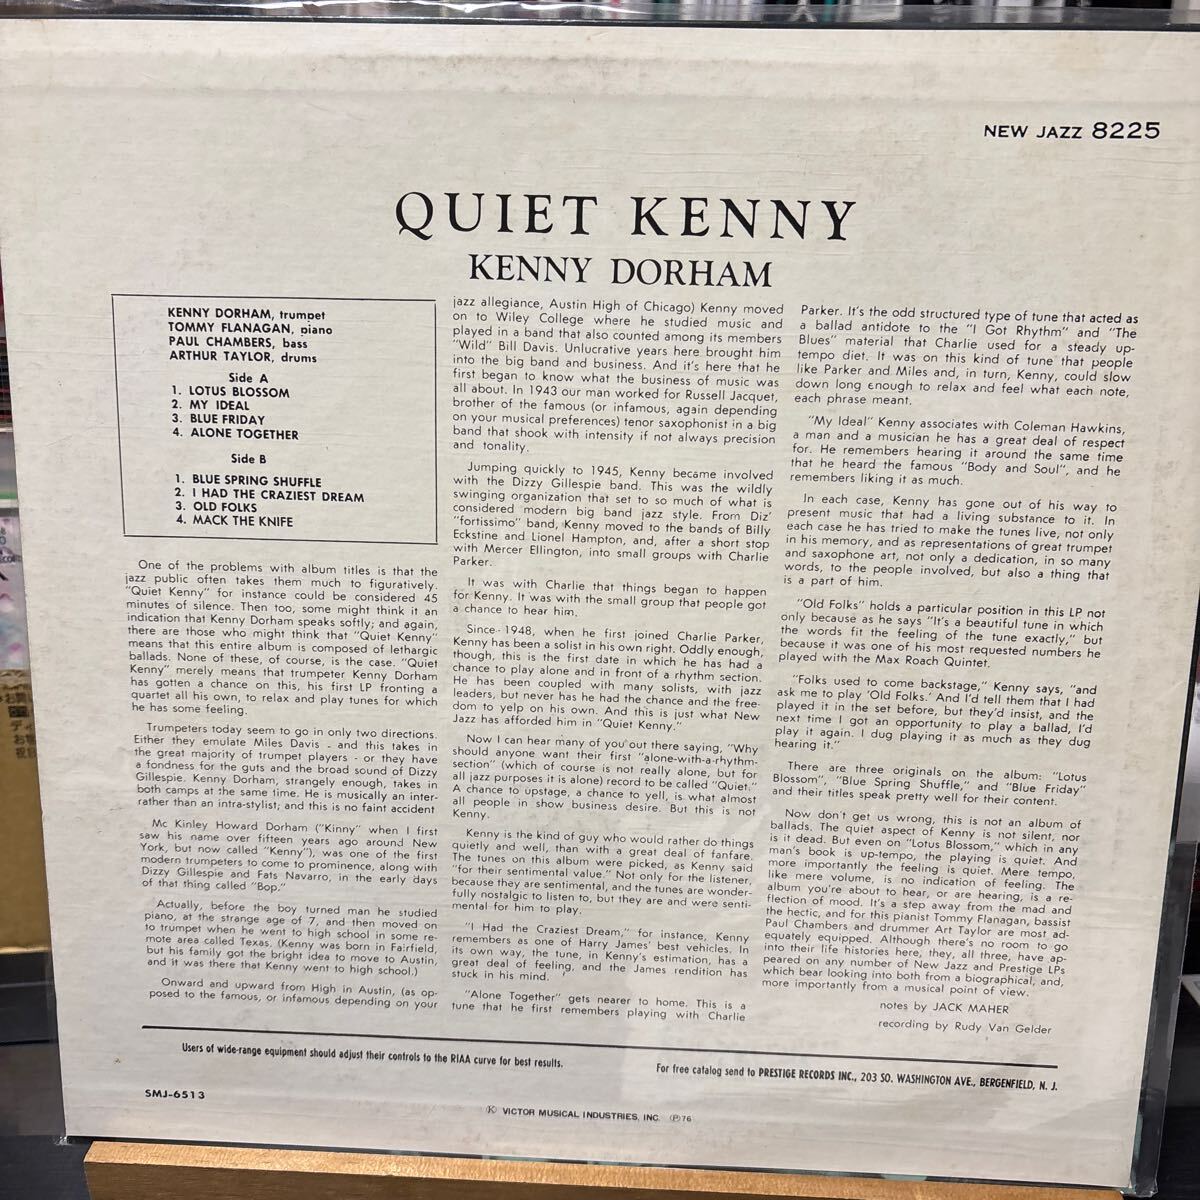 NEW JAZZ 8225
QUIET KENNY
KENNY DORHAM
KENNY DORHAM, trumpet
TOMMY FLANAGAN, piano
PAUL CHAMBERS, bass
ARTHUR TAYLOR, drums
Side A
1. LOTUS BLOSSOM
2. MY IDEAL
3. BLUE FRIDAY
4. ALONE TOGETHER
Side B
1. BLUE SPRING SHUFFLE
2. I HAD THE CRAZIEST DREAM
3. OLD FOLKS
4. MACK THE KNIFE
One of the problems with album titles is that the
jazz public often takes them much to figuratively.
"Quiet Kenny" for instance could be considered 45
minutes of silence. Then too, some might think it an
indication that Kenny Dorham speaks softly; and again,
there are those who might think that "Quiet Kenny"
means that this entire album is composed of lethargic
ballads. None of these, of course, is the case. "Quiet
Kenny" merely means that trumpeter Kenny Dorham
has gotten a chance on this, his first LP fronting a
quartet all his own, to relax and play tunes for which
he has some feeling.
Trumpeters today seem to go in only two directions.
Either they emulate Miles Davis - and this takes in
the great majority of trumpet players - or they have
a fondness for the guts and the broad sound of Dizzy
Gillespie. Kenny Dorham, strangely enough, takes in
both camps at the same time. He is musically an inter-
rather than an intra-stylist; and this is no faint accident
Mc Kinley Howard Dorham ("Kinny" when I first
saw his name over fifteen years ago around New
York, but now called "Kenny"), was one of the first
modern trumpeters to come to prominence, along with
Dizzy Gillespie and Fats Navarro, in the early days
of that thing called "Bop."
Actually, before the boy turned man he studied
piano, at the strange age of 7, and then moved on
to trumpet when he went to high school in some re-
mote area called Texas. (Kenny was born in Fairfield,
but his family got the bright idea to move to Austin,
and it was there that Kenny went to high school.)
Onward and upward from High in Austin, (as op-
posed to the famous, or infamous depending on your
jazz allegiance, Austin High of Chicago) Kenny moved
on to Wiley College where he studied music and
played in a band that also counted among its members
"Wild" Bill Davis. Unlucrative years here brought him
into the big band and business. And it's here that he
first began to know what the business of music was
all about. In 1943 our man worked for Russell Jacquet,
brother of the famous (or infamous, again depending
on your musical preferences) tenor saxophonist in a big
band that shook with intensity if not always precision
and tonality.
Jumping quickly to 1945, Kenny became involved
with the Dizzy Gillespie band. This was the wildly
swinging organization that set to so much of what is
considered modern big band jazz style. From Diz'
"fortissimo" band, Kenny moved to the bands of Billy
Eckstine and Lionel Hampton, and, after a short stop
with Mercer Ellington, into small groups with Charlie
Parker.
It was with Charlie that things began to happen
for Kenny. It was with the small group that people got
a chance to hear him.
Since 1948, when he first joined Charlie Parker,
Kenny has been a solist in his own right. Oddly enough,
though, this is the first date in which he has had a
chance to play alone and in front of a rhythm section.
He has been coupled with many solists, with jazz
leaders, but never has he had the chance and the free-
dom to yelp on his own. And this is just what New
Jazz has afforded him in "Quiet Kenny."
Now I can hear many of you out there saying, "Why
should anyone want their first "alone-with-a-rhythm-
section" (which of course is not really alone, but for
all jazz purposes it is alone) record to be called "Quiet."
A chance to upstage, a chance to yell, is what almost
all people in show business desire. But this is not
Kenny.
Kenny is the kind of guy who would rather do things
quietly and well, than with a great deal of fanfare.
The tunes on this album were picked, as Kenny said
"for their sentimental value." Not only for the listener,
because they are sentimental, and the tunes are wonder-
fully nostalgic to listen to, but they are and were senti-
mental for him to play.
"I Had the Craziest Dream," for instance, Kenny
remembers as one of Harry James' best vehicles. In
its own way, the tune, in Kenny's estimation, has a
great deal of feeling, and the James rendition has
stuck in his mind.
"Alone Together" gets nearer to home. This is a
tune that he first remembers playing with Charlie
Parker. It's the odd structured type of tune that acted as
a ballad antidote to the "I Got Rhythm" and "The
Blues" material that Charlie used for a steady up-
tempo diet. It was on this kind of tune that people
like Parker and Miles and, in turn, Kenny, could slow
down long enough to relax and feel what each note,
each phrase meant.
"My Ideal" Kenny associates with Coleman Hawkins,
a man and a musician he has a great deal of respect
for. He remembers hearing it around the same time
that he heard the famous "Body and Soul", and he
remembers liking it as much.
In each case, Kenny has gone out of his way to
present music that had a living substance to it. In
each case he has tried to make the tunes live, not only
in his memory, and as representations of great trumpet
and saxophone art, not only a dedication, in so many
words, to the people involved, but also a thing that
is a part of him.
"Old Folks" holds a particular position in this LP not
only because as he says "It's a beautiful tune in which
the words fit the feeling of the tune exactly," but
because it was one of his most requested numbers he
played with the Max Roach Quintet.
"Folks used to come backstage," Kenny says, "and
ask me to play 'Old Folks.' And I'd tell them that I had
played it in the set before, but they'd insist, and the
next time I got an opportunity to play a ballad, I'd
play it again. I dug playing it as much as they dug
hearing it."
There are three originals on the album: "Lotus
Blossom", "Blue Spring Shuffle," and "Blue Friday"
and their titles speak pretty well for their content.
Now don't get us wrong, this is not an album of
ballads. The quiet aspect of Kenny is not silent, nor
is it dead. But even on "Lotus Blossom," which in any
man's book is up-tempo, the playing is quiet. And
more importantly the feeling is quiet. Mere tempo,
like mere volume, is no indication of feeling. The
album you're about to hear, or are hearing, is a re-
flection of mood. It's a step away from the mad and
the hectic, and for this pianist Tommy Flanagan, bassist
Paul Chambers and drummer Art Taylor are most ad-
equately equipped. Although there's no room to go
into their life histories here, they, all three, have ap-
peared on any number of New Jazz and Prestige LPs
which bear looking into both from a biographical, and,
more importantly from a musical point of view.
notes by JACK MAHER
recording by Rudy Van Gelder
Users of wide-range equipment should adjust their controls to the RIAA curve for best results.
For free catalog send to PRESTIGE RECORDS INC., 203 SO. WASHINGTON AVE., BERGENFIELD, N. J.
SMJ-6513
Ⓚ VICTOR MUSICAL INDUSTRIES, INC. Ⓟ76